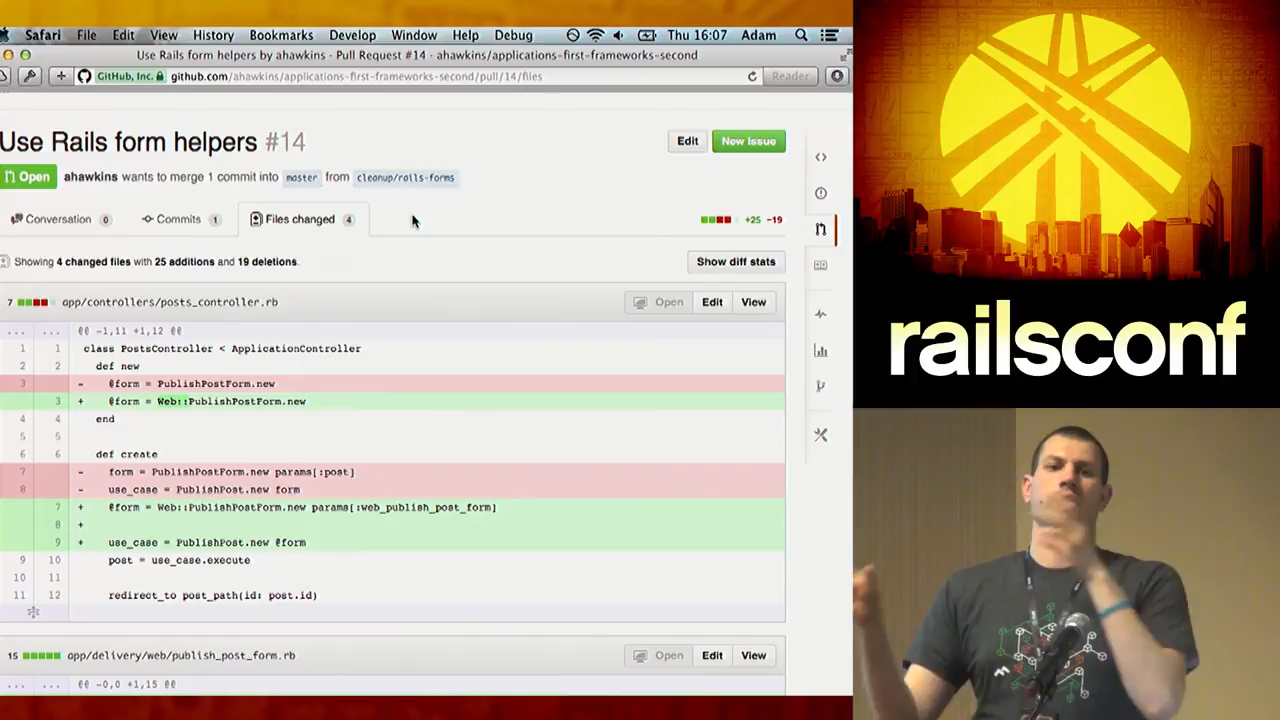 Safari File Edit View History Bookmarks Develop Window Help Debug Thu 16:07 Adam
Use Rails form helpers by ahawkins · Pull Request #14 · ahawkins/applications-first-frameworks-second
GitHub, Inc. github.com/ahawkins/applications-first-frameworks-second/pull/14/files Reader
Use Rails form helpers #14
Edit New Issue
Open ahawkins wants to merge 1 commit into master from cleanup/rails-forms
Conversation 0 Commits 1 Files changed 4 +25 −19
Showing 4 changed files with 25 additions and 19 deletions.
Show diff stats
7 app/controllers/posts_controller.rb Open Edit View
... ... @@ -1,11 +1,12 @@
1 1 class PostsController < ApplicationController
2 2 def new
3 - @form = PublishPostForm.new
3 + @form = Web::PublishPostForm.new
4 4 end
5 5
6 6 def create
7 - form = PublishPostForm.new params[:post]
8 - use_case = PublishPost.new form
7 + @form = Web::PublishPostForm.new params[:web_publish_post_form]
8 +
9 + use_case = PublishPost.new @form
9 10 post = use_case.execute
10 11
11 12 redirect_to post_path(id: post.id)
15 app/delivery/web/publish_post_form.rb Open Edit View
... ... @@ -0,0 +1,15 @@
railsconf